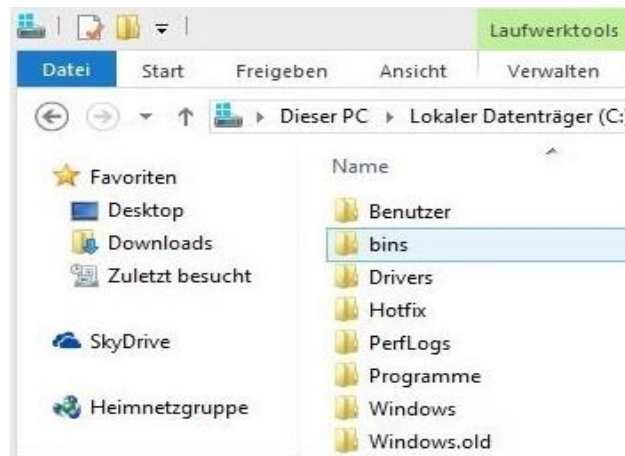 Laufwerktools
Datei Start Freigeben Ansicht Verwalten
Dieser PC Lokaler Datenträger (C:
Favoriten
Desktop
Downloads
Zuletzt besucht
SkyDrive
Heimnetzgruppe
Name
Benutzer
bins
Drivers
Hotfix
PerfLogs
Programme
Windows
Windows.old